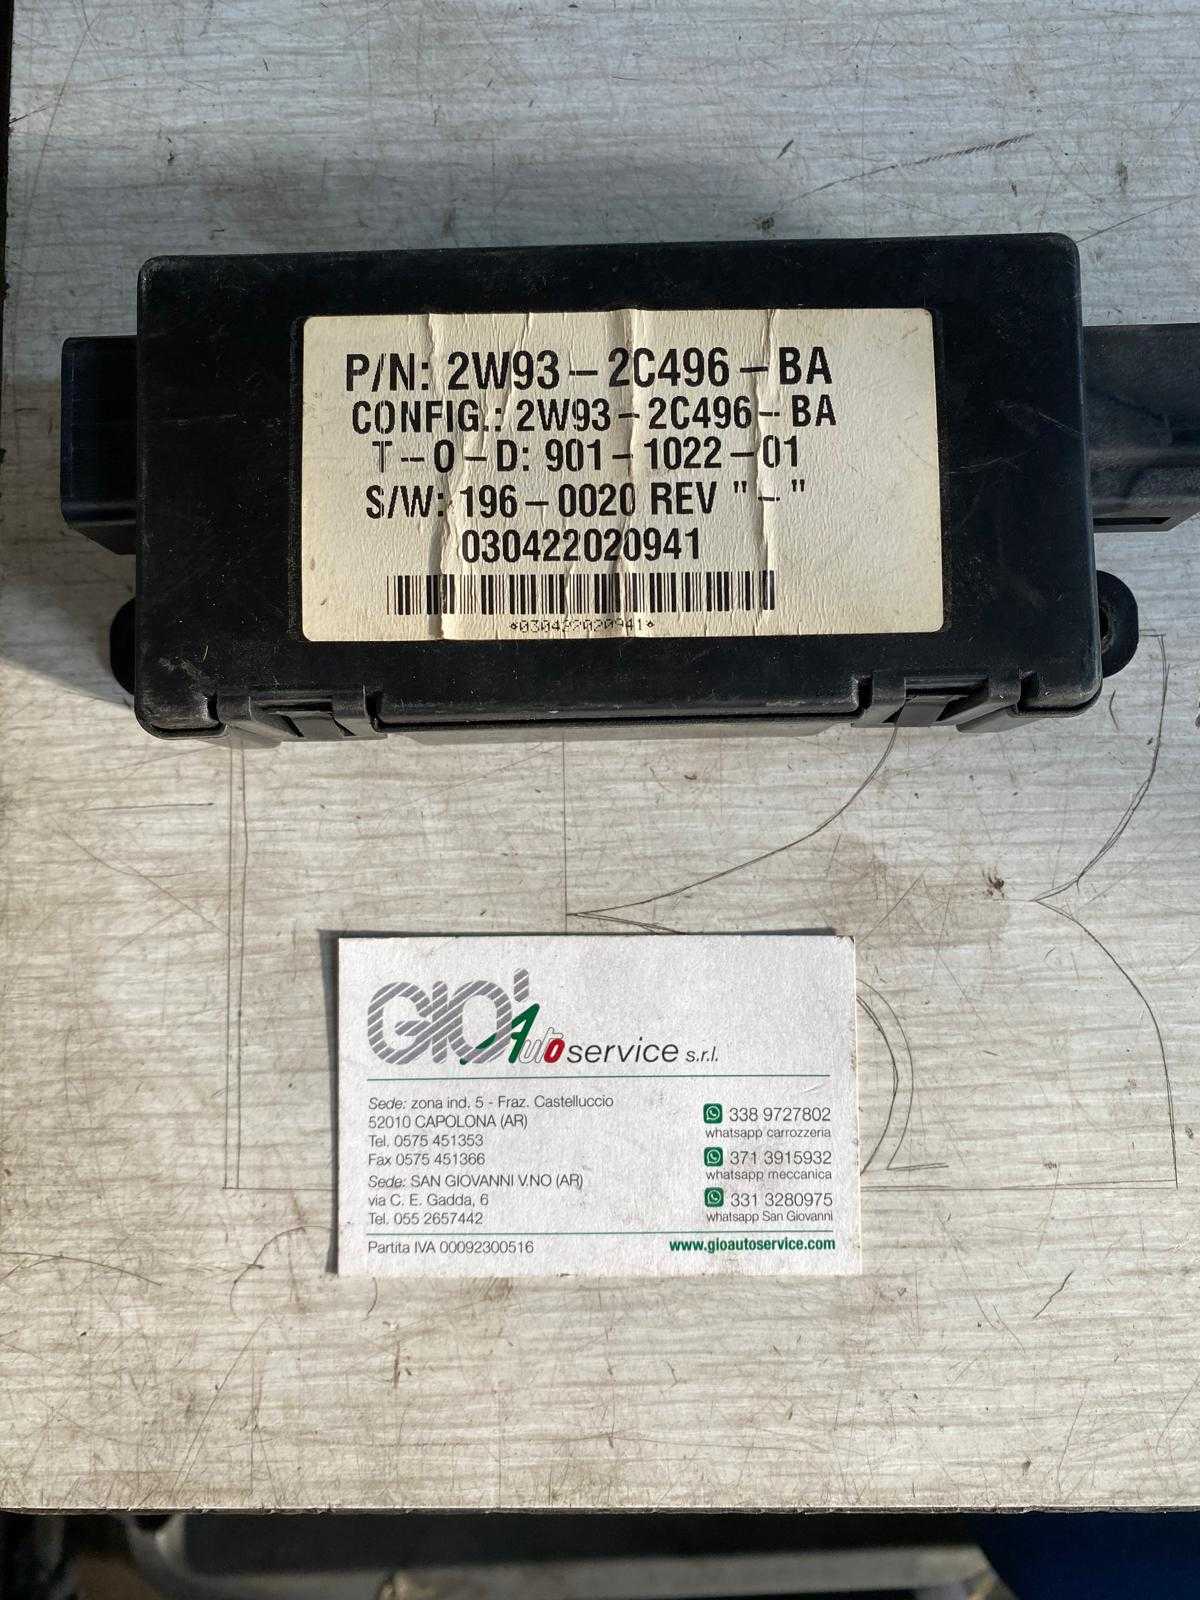 P/N: 2W93-2C496-BA
CONFIG.: 2W93-2C496-BA
T-O-D: 901-1022-01
S/W: 196-0020 REV "-"
030422020941
*030422020941*
GIO' Auto service s.r.l.
Sede: zona ind. 5 - Fraz. Castelluccio
52010 CAPOLONA (AR)
Tel. 0575 451353
Fax 0575 451366
Sede: SAN GIOVANNI V.NO (AR)
via C. E. Gadda, 6
Tel. 055 2657442
338 9727802
whatsapp carrozzeria
371 3915932
whatsapp meccanica
331 3280975
whatsapp San Giovanni
Partita IVA 00092300516
www.gioautoservice.com